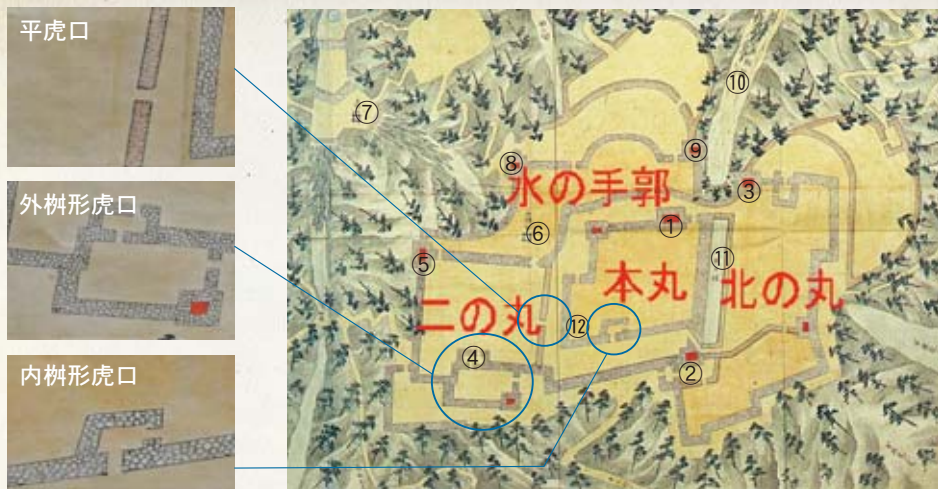 平虎口
外桝形虎口
内桝形虎口
⑩
⑦
⑧
⑨
水の手郭
③
①
⑥
⑤
⑪
本丸
北の丸
二の丸
⑫
④
②